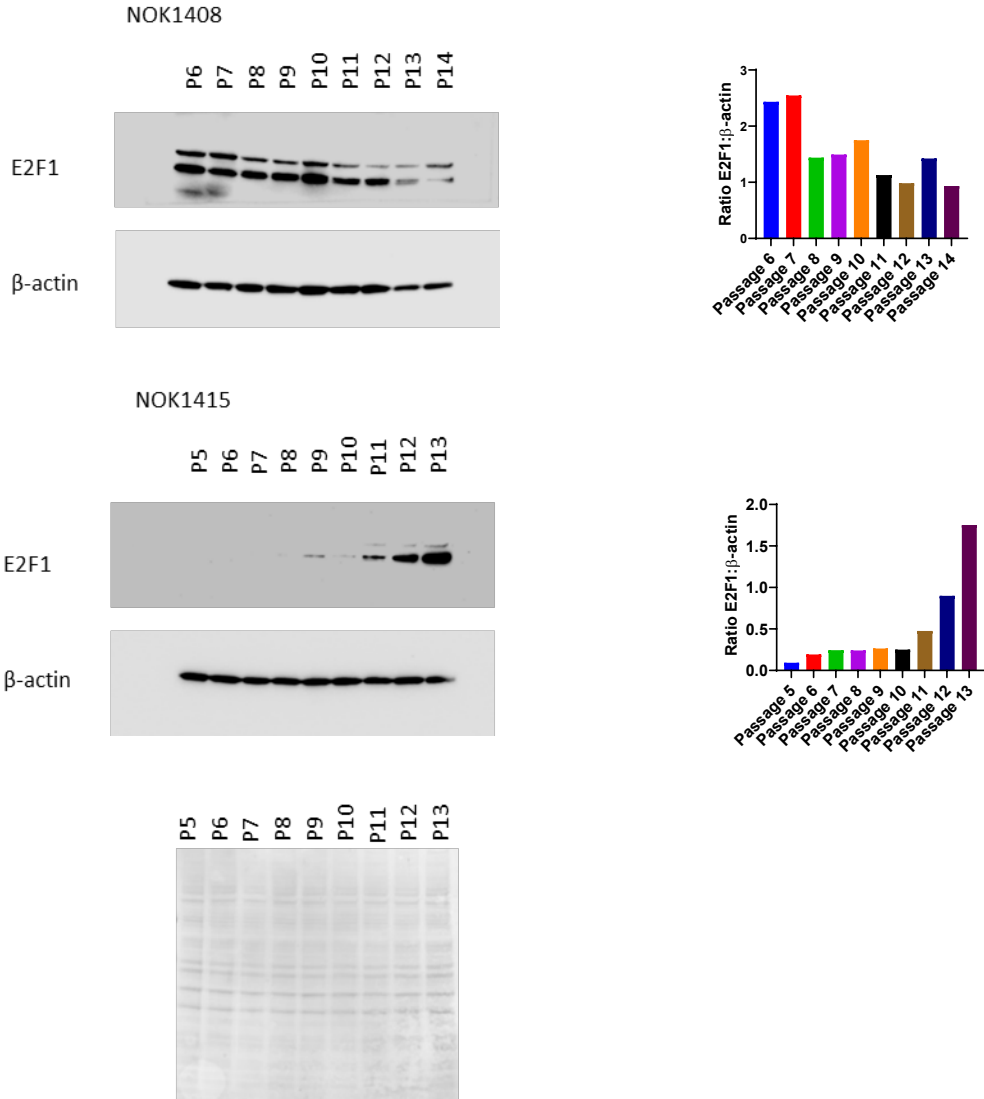 NOK1408
P6 P7 P8 P9 P10 P11 P12 P13 P14
E2F1
β-actin
Ratio E2F1:β-actin
3
2
1
0
Passage 6
Passage 7
Passage 8
Passage 9
Passage 10
Passage 11
Passage 12
Passage 13
Passage 14
NOK1415
P5 P6 P7 P8 P9 P10 P11 P12 P13
E2F1
β-actin
Ratio E2F1:β-actin
2.0
1.5
1.0
0.5
0.0
Passage 5
Passage 6
Passage 7
Passage 8
Passage 9
Passage 10
Passage 11
Passage 12
Passage 13
P5 P6 P7 P8 P9 P10 P11 P12 P13